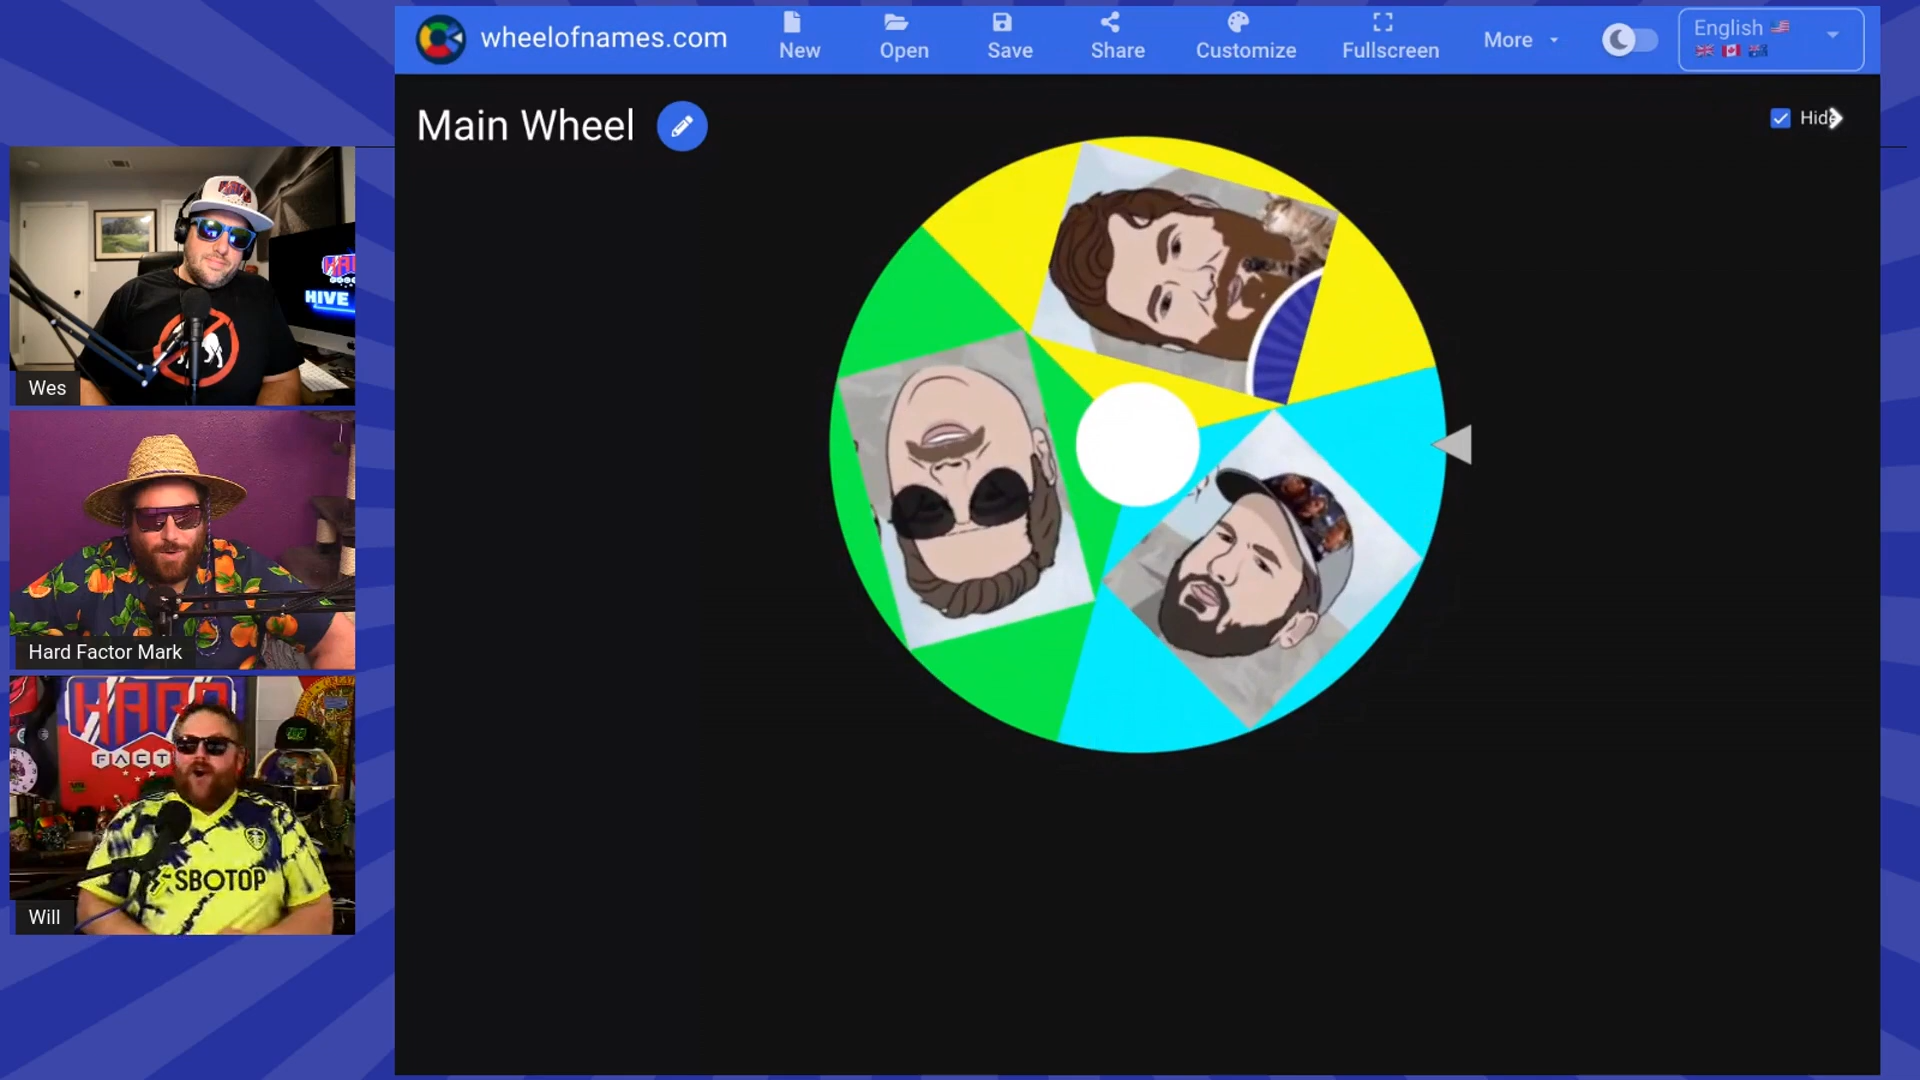 wheelofnames.com
New
Open
Save
Share
Customize
Fullscreen
More
English
Main Wheel
Hide
HIVE
Wes
Hard Factor Mark
HARD
FACT
SBOTOP
Will